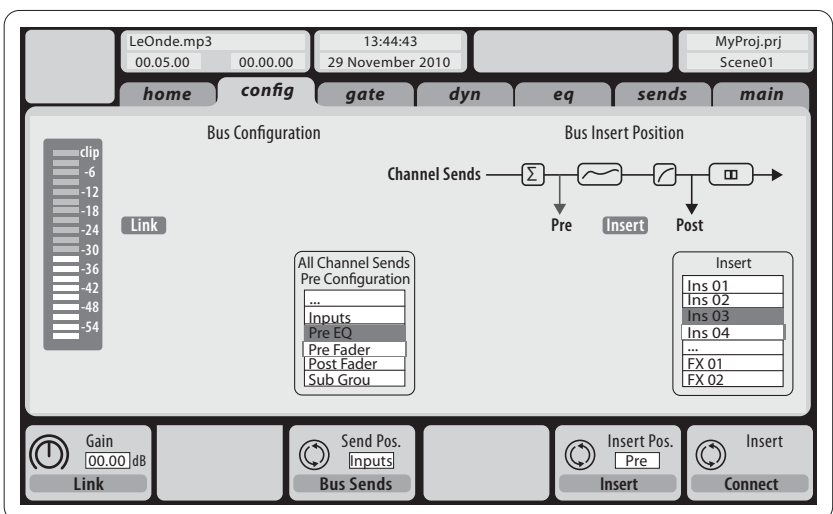 LeOnde.mp3
00.05.00 00.00.00
13:44:43
29 November 2010
MyProj.prj
Scene01
home config gate dyn eq sends main
Bus Configuration
Bus Insert Position
clip
-6
-12
-18
-24
-30
-36
-42
-48
-54
Link
Channel Sends
Σ
Pre Insert Post
All Channel Sends
Pre Configuration
...
Inputs
Pre EQ
Pre Fader
Post Fader
Sub Grou
Insert
Ins 01
Ins 02
Ins 03
Ins 04
...
FX 01
FX 02
Gain
00.00 dB
Link
Send Pos.
Inputs
Bus Sends
Insert Pos.
Pre
Insert
Insert
Connect